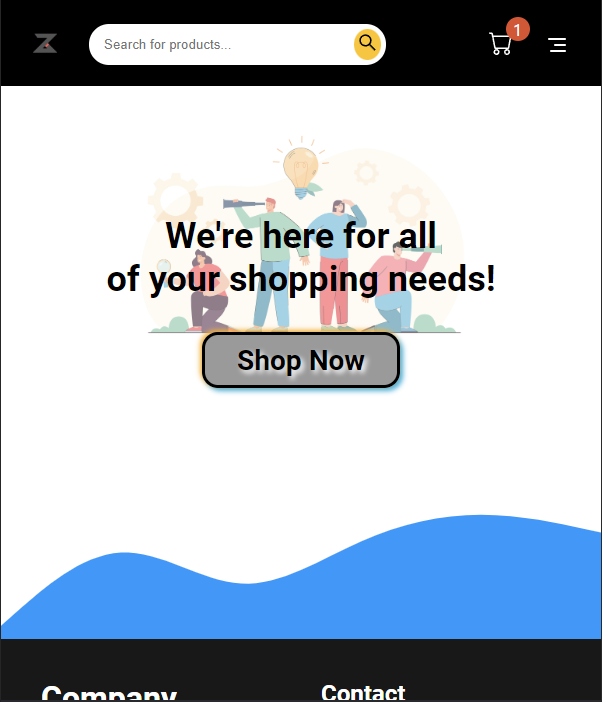 Search for products...
1
We're here for all
of your shopping needs!
Shop Now
Company
Contact